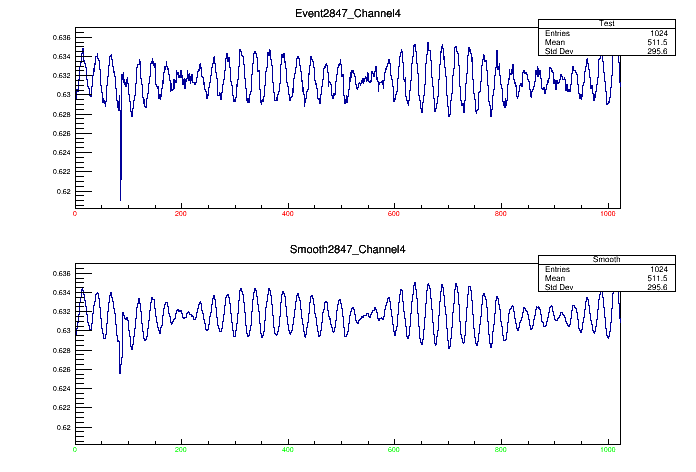 Event2847_Channel4
Test
Entries 1024
Mean 511.5
Std Dev 295.6
0.636
0.634
0.632
0.63
0.628
0.626
0.624
0.622
0.62
0 200 400 600 800 1000
Smooth2847_Channel4
Smooth
Entries 1024
Mean 511.5
Std Dev 295.6
0.636
0.634
0.632
0.63
0.628
0.626
0.624
0.622
0.62
0 200 400 600 800 1000